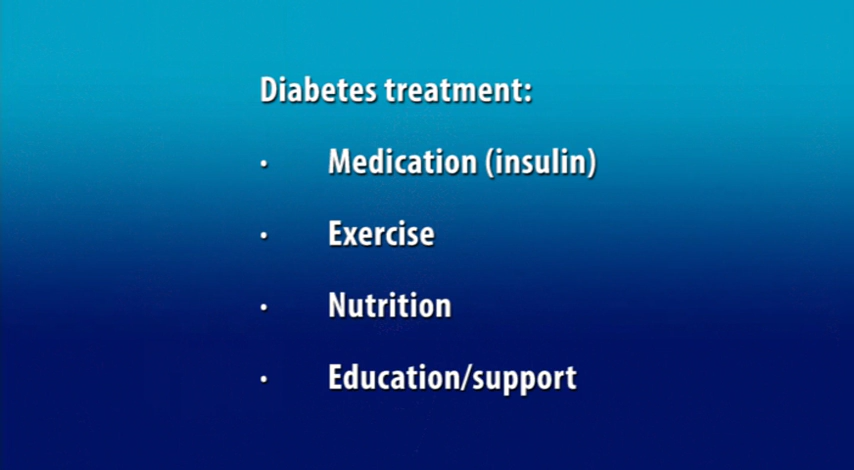 Diabetes treatment:
• Medication (insulin)
• Exercise
• Nutrition
• Education/support